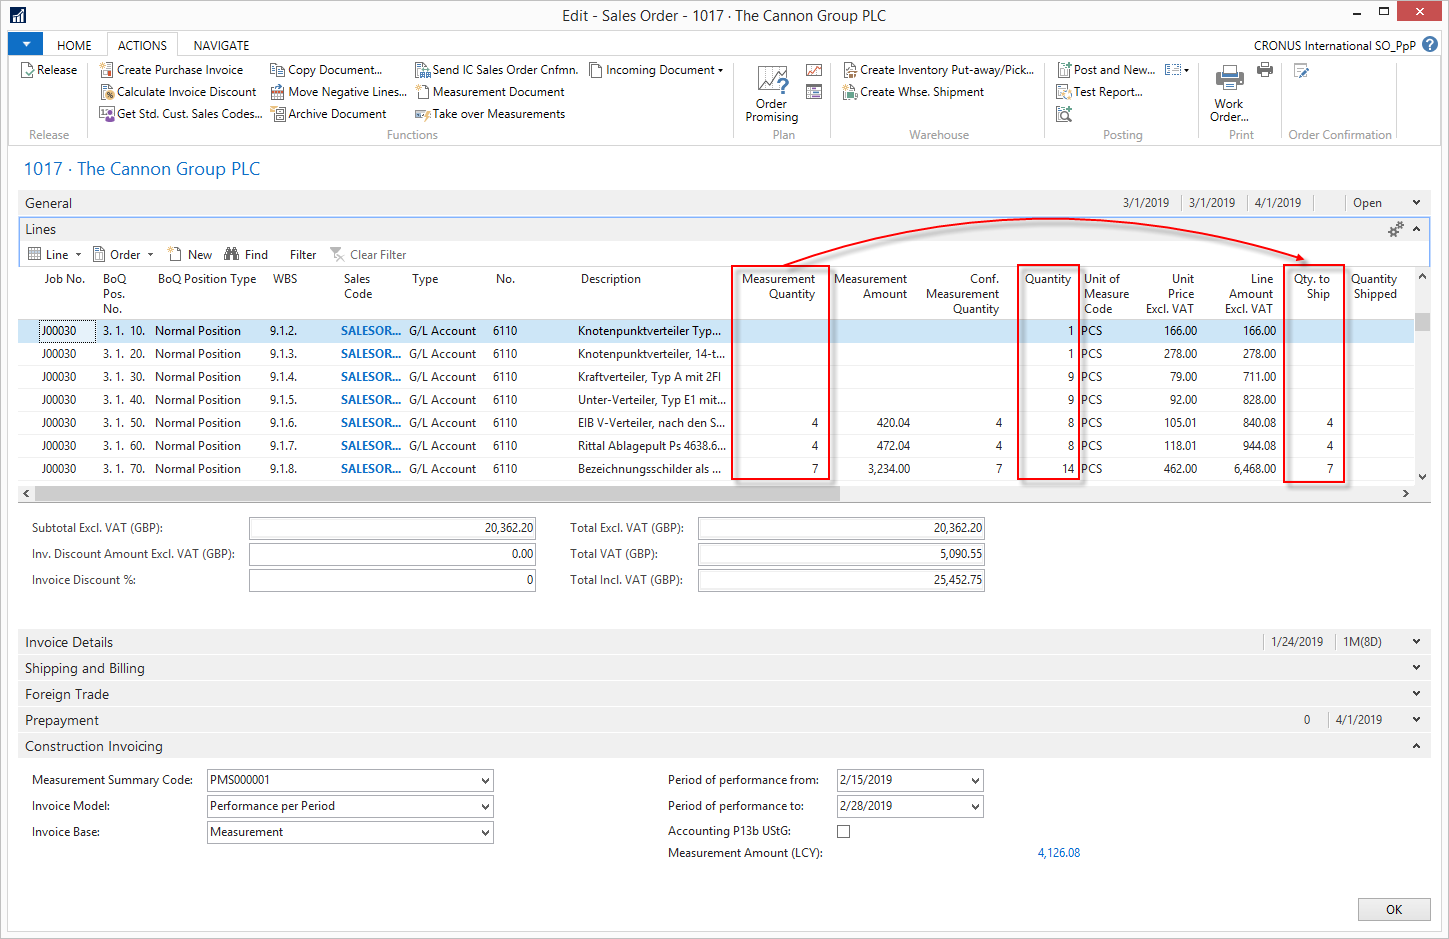 Edit - Sales Order - 1017 · The Cannon Group PLC
HOME ACTIONS NAVIGATE
CRONUS International SO_PpP
Release
Create Purchase Invoice
Calculate Invoice Discount
Get Std. Cust. Sales Codes...
Copy Document...
Move Negative Lines...
Archive Document
Send IC Sales Order Cnfmn.
Measurement Document
Take over Measurements
Incoming Document
Order Promising
Create Inventory Put-away/Pick...
Create Whse. Shipment
Post and New...
Test Report...
Work Order...
Release Functions Plan Warehouse Posting Print Order Confirmation
1017 · The Cannon Group PLC
General 3/1/2019 3/1/2019 4/1/2019 Open
Lines
Line Order New Find Filter Clear Filter
Job No. BoQ Pos. No. BoQ Position Type WBS Sales Code Type No. Description Measurement Quantity Measurement Amount Conf. Measurement Quantity Quantity Unit of Measure Code Unit Price Excl. VAT Line Amount Excl. VAT Qty. to Ship Quantity Shipped
J00030 3. 1. 10. Normal Position 9.1.2. SALESOR... G/L Account 6110 Knotenpunktverteiler Typ... 1 PCS 166.00 166.00
J00030 3. 1. 20. Normal Position 9.1.3. SALESOR... G/L Account 6110 Knotenpunktverteiler, 14-t... 1 PCS 278.00 278.00
J00030 3. 1. 30. Normal Position 9.1.4. SALESOR... G/L Account 6110 Kraftverteiler, Typ A mit 2Fl 9 PCS 79.00 711.00
J00030 3. 1. 40. Normal Position 9.1.5. SALESOR... G/L Account 6110 Unter-Verteiler, Typ E1 mit... 9 PCS 92.00 828.00
J00030 3. 1. 50. Normal Position 9.1.6. SALESOR... G/L Account 6110 EIB V-Verteiler, nach den S... 4 420.04 4 8 PCS 105.01 840.08 4
J00030 3. 1. 60. Normal Position 9.1.7. SALESOR... G/L Account 6110 Rittal Ablagepult Ps 4638.6... 4 472.04 4 8 PCS 118.01 944.08 4
J00030 3. 1. 70. Normal Position 9.1.8. SALESOR... G/L Account 6110 Bezeichnungsschilder als ... 7 3,234.00 7 14 PCS 462.00 6,468.00 7
Subtotal Excl. VAT (GBP): 20,362.20 Total Excl. VAT (GBP): 20,362.20
Inv. Discount Amount Excl. VAT (GBP): 0.00 Total VAT (GBP): 5,090.55
Invoice Discount %: 0 Total Incl. VAT (GBP): 25,452.75
Invoice Details 1/24/2019 1M(8D)
Shipping and Billing
Foreign Trade
Prepayment 0 4/1/2019
Construction Invoicing
Measurement Summary Code: PMS000001 Period of performance from: 2/15/2019
Invoice Model: Performance per Period Period of performance to: 2/28/2019
Invoice Base: Measurement Accounting P13b UStG:
Measurement Amount (LCY): 4,126.08
OK